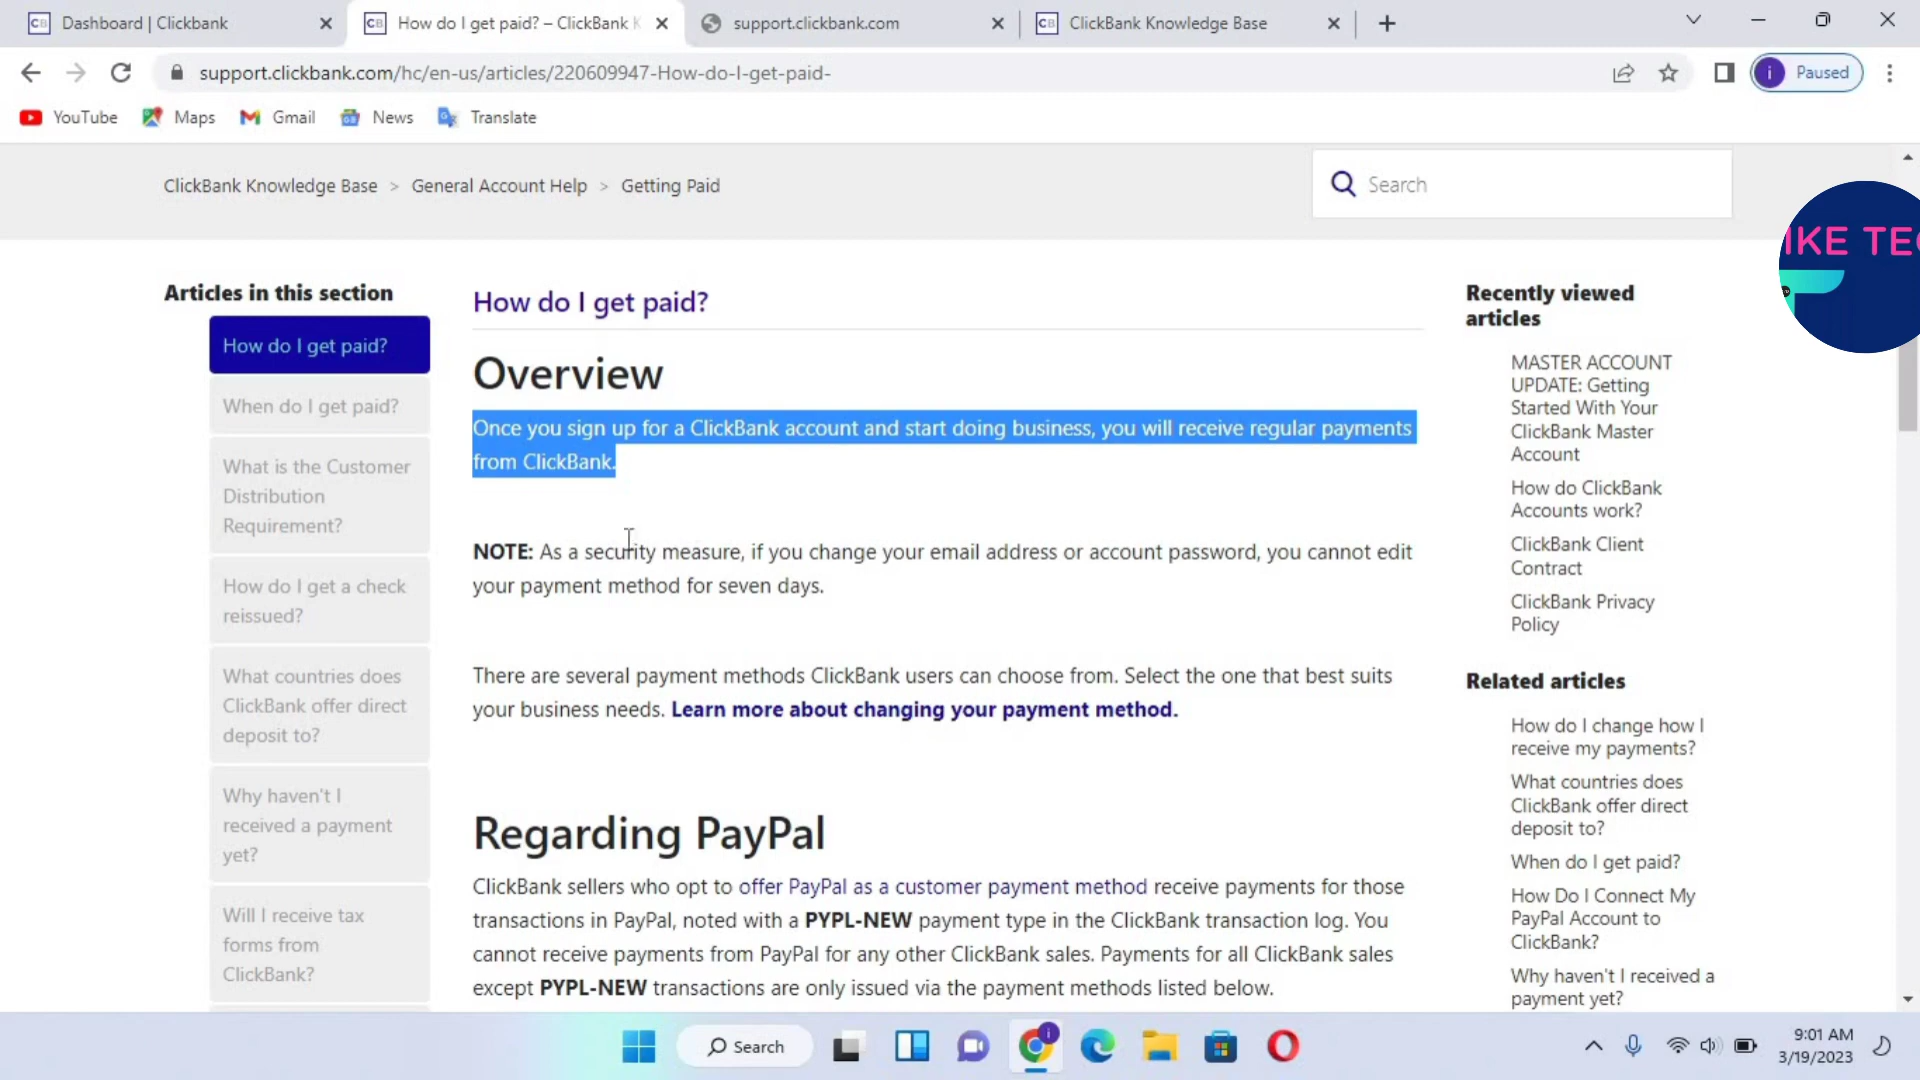 Dashboard | Clickbank
How do I get paid? – ClickBank K
support.clickbank.com
ClickBank Knowledge Base
support.clickbank.com/hc/en-us/articles/220609947-How-do-I-get-paid-
i Paused
YouTube Maps Gmail News Translate
ClickBank Knowledge Base > General Account Help > Getting Paid
Search
IKE TEC
Articles in this section
How do I get paid?
When do I get paid?
What is the Customer
Distribution
Requirement?
How do I get a check
reissued?
What countries does
ClickBank offer direct
deposit to?
Why haven't I
received a payment
yet?
Will I receive tax
forms from
ClickBank?
How do I get paid?
Overview
Once you sign up for a ClickBank account and start doing business, you will receive regular payments
from ClickBank.
NOTE: As a security measure, if you change your email address or account password, you cannot edit
your payment method for seven days.
There are several payment methods ClickBank users can choose from. Select the one that best suits
your business needs. Learn more about changing your payment method.
Regarding PayPal
ClickBank sellers who opt to offer PayPal as a customer payment method receive payments for those
transactions in PayPal, noted with a PYPL-NEW payment type in the ClickBank transaction log. You
cannot receive payments from PayPal for any other ClickBank sales. Payments for all ClickBank sales
except PYPL-NEW transactions are only issued via the payment methods listed below.
Recently viewed
articles
MASTER ACCOUNT
UPDATE: Getting
Started With Your
ClickBank Master
Account
How do ClickBank
Accounts work?
ClickBank Client
Contract
ClickBank Privacy
Policy
Related articles
How do I change how I
receive my payments?
What countries does
ClickBank offer direct
deposit to?
When do I get paid?
How Do I Connect My
PayPal Account to
ClickBank?
Why haven't I received a
payment yet?
Search
9:01 AM
3/19/2023